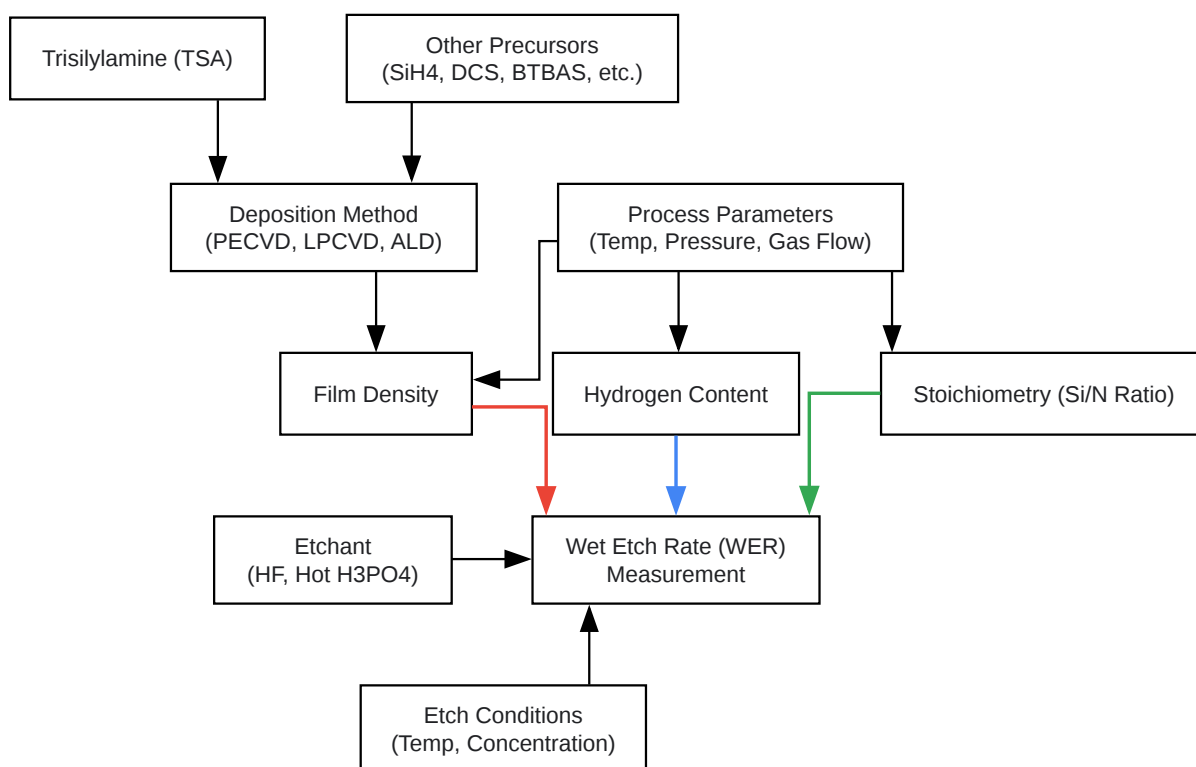 Trisilylamine (TSA)
Other Precursors
(SiH4, DCS, BTBAS, etc.)
Deposition Method
(PECVD, LPCVD, ALD)
Process Parameters
(Temp, Pressure, Gas Flow)
Film Density
Hydrogen Content
Stoichiometry (Si/N Ratio)
Etchant
(HF, Hot H3PO4)
Wet Etch Rate (WER)
Measurement
Etch Conditions
(Temp, Concentration)